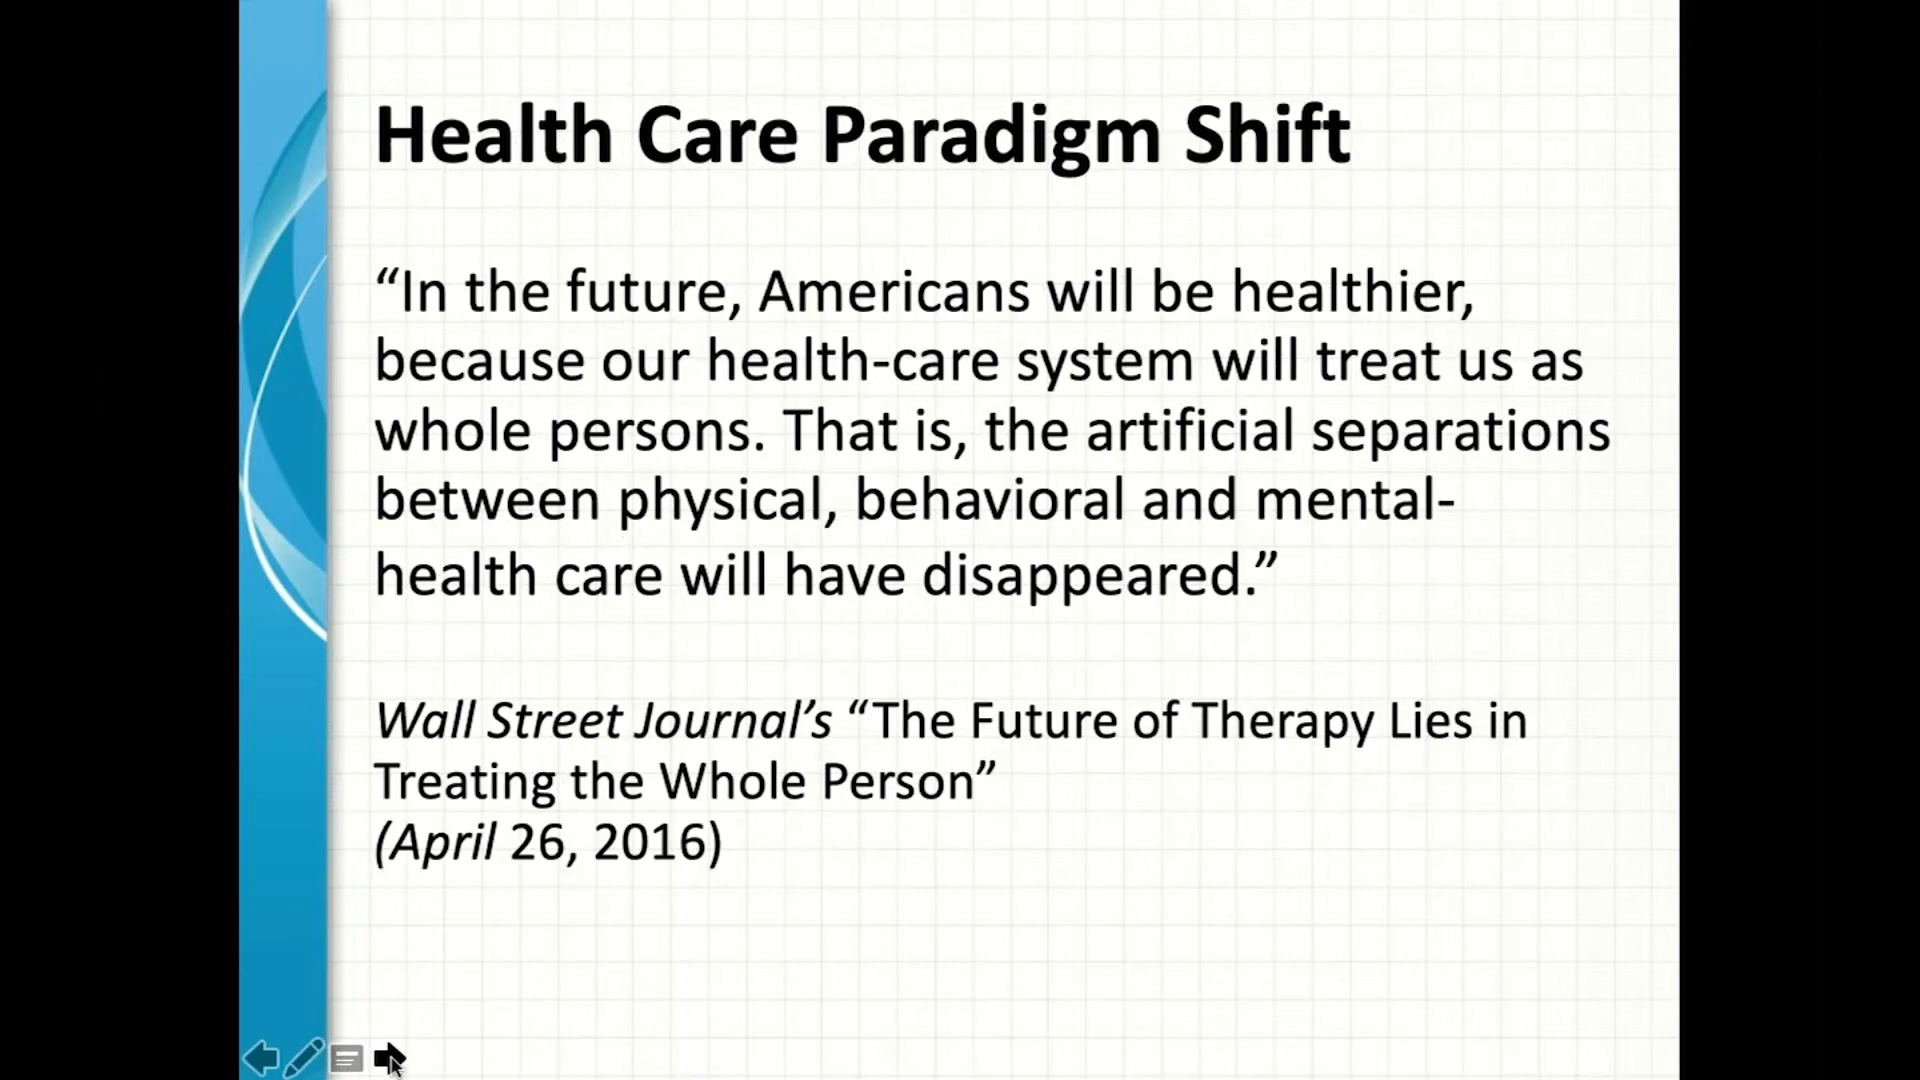 Health Care Paradigm Shift
“In the future, Americans will be healthier,
because our health-care system will treat us as
whole persons. That is, the artificial separations
between physical, behavioral and mental-
health care will have disappeared.”
Wall Street Journal’s “The Future of Therapy Lies in
Treating the Whole Person”
(April 26, 2016)